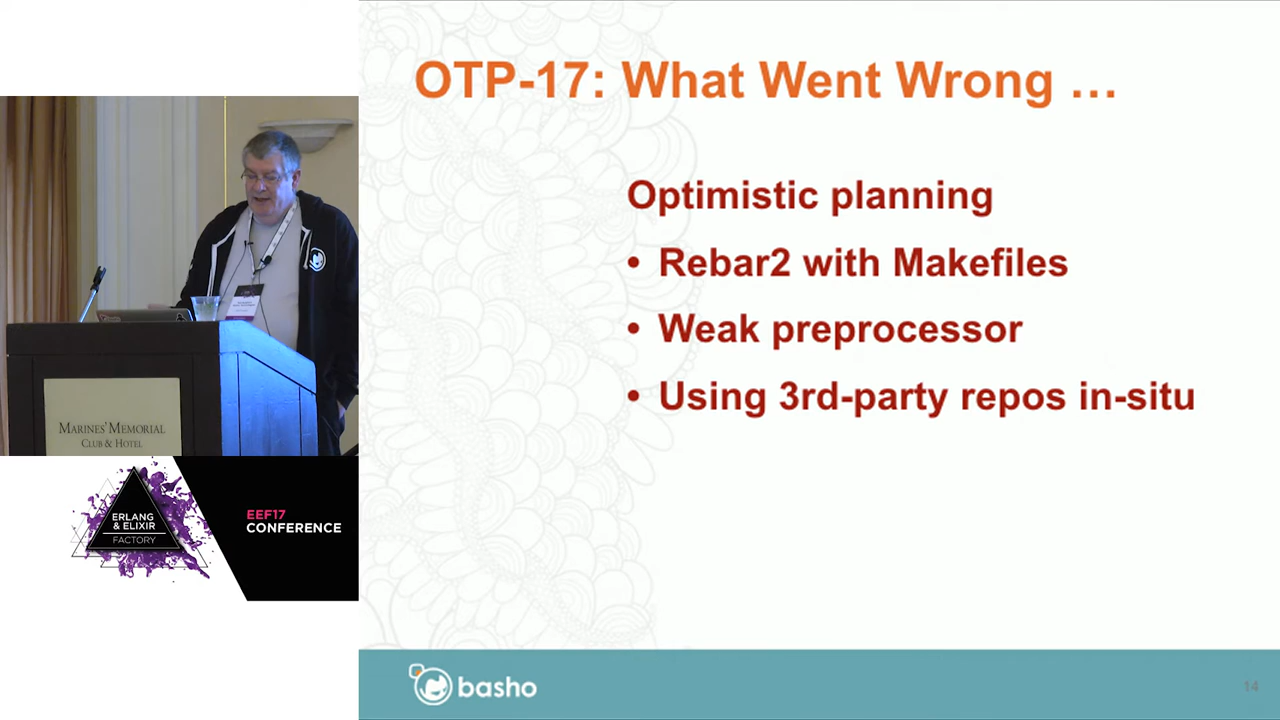 OTP-17: What Went Wrong …
Optimistic planning
• Rebar2 with Makefiles
• Weak preprocessor
• Using 3rd-party repos in-situ
MARINES' MEMORIAL
CLUB & HOTEL
ERLANG
& ELIXIR
FACTORY
EEF17
CONFERENCE
basho
14